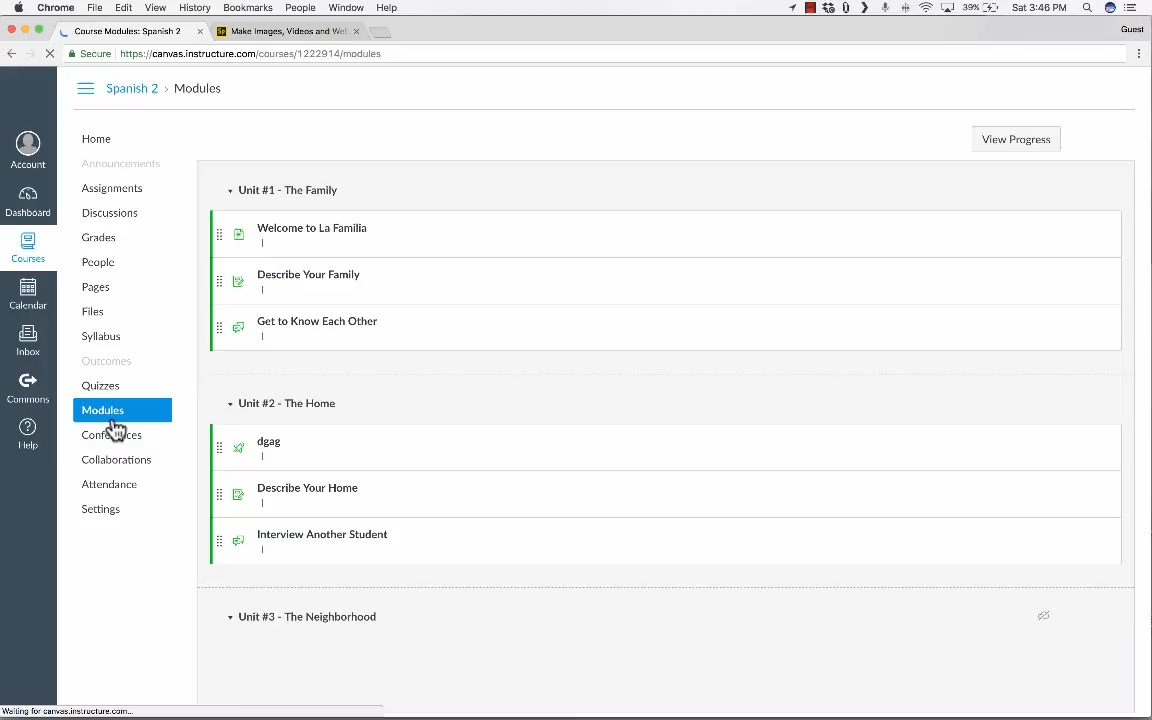 Chrome File Edit View History Bookmarks People Window Help 39% Sat 3:46 PM
Course Modules: Spanish 2 Make Images, Videos and Web Guest
Secure https://canvas.instructure.com/courses/1222914/modules
Spanish 2 › Modules
Home
View Progress
Announcements
Account
Assignments
Unit #1 - The Family
Dashboard
Discussions
Welcome to La Familia
Grades
Courses
People
Describe Your Family
Pages
Calendar
Files
Get to Know Each Other
Syllabus
Inbox
Outcomes
Quizzes
Commons
Modules
Unit #2 - The Home
Conferences
Help
dgag
Collaborations
Attendance
Describe Your Home
Settings
Interview Another Student
Unit #3 - The Neighborhood
Waiting for canvas.instructure.com...